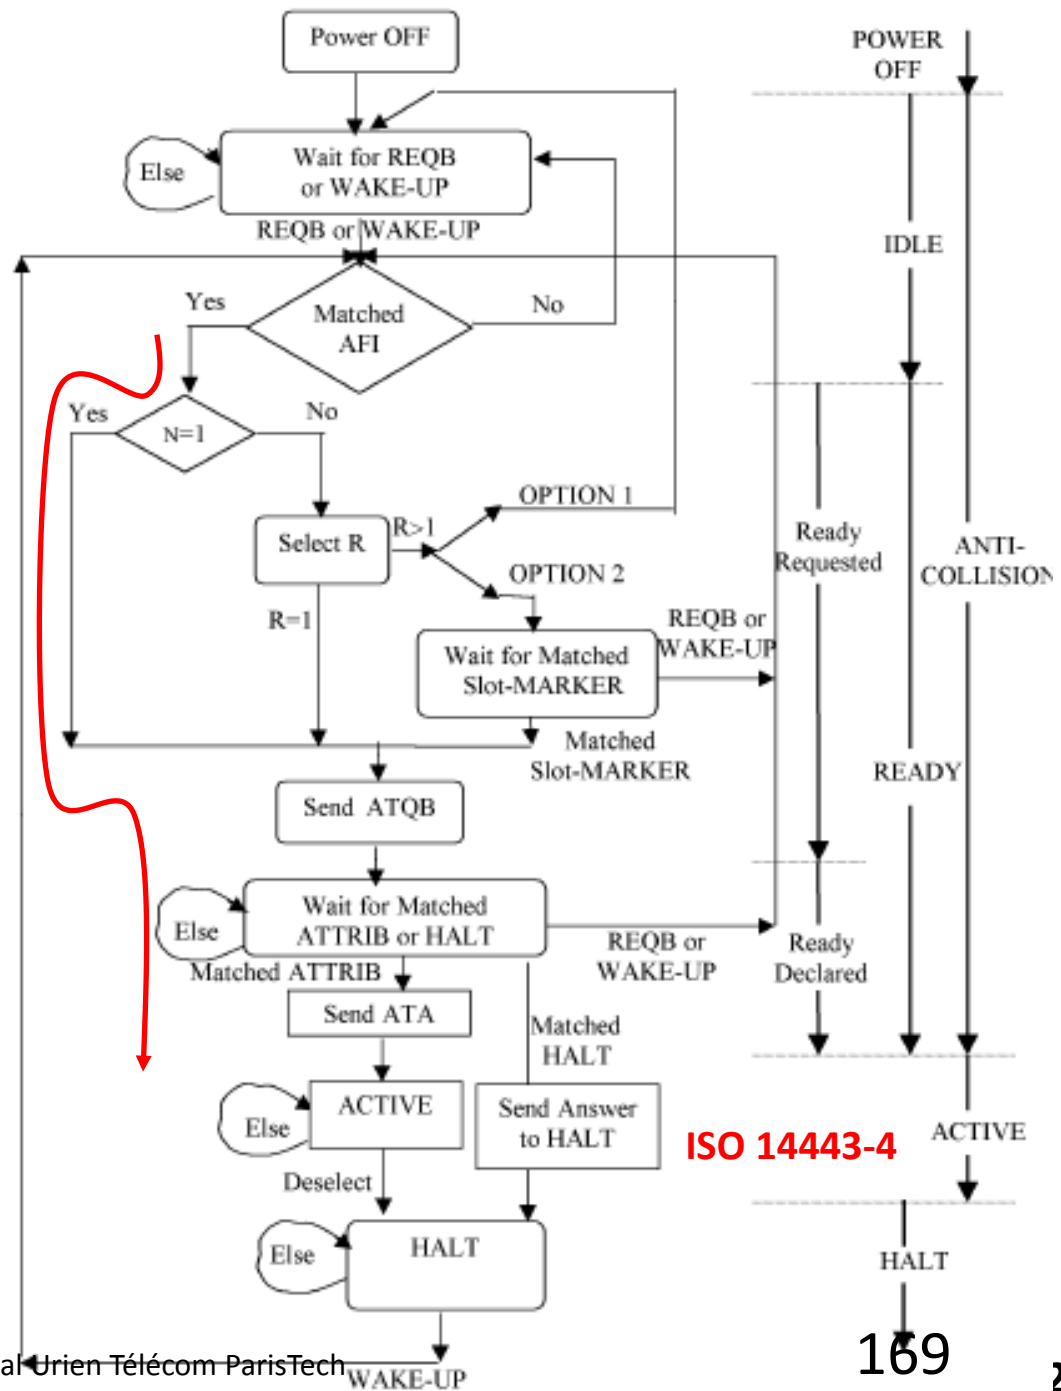 Power OFF
POWER
OFF
Wait for REQB
or WAKE-UP
Else
REQB or WAKE-UP
IDLE
Yes
Matched
AFI
No
Yes
N=1
No
OPTION 1
Select R
R>1
OPTION 2
R=1
Ready
Requested
ANTI-
COLLISION
Wait for Matched
Slot-MARKER
REQB or
WAKE-UP
Matched
Slot-MARKER
READY
Send ATQB
Wait for Matched
ATTRIB or HALT
Else
REQB or
WAKE-UP
Ready
Declared
Matched ATTRIB
Send ATA
Matched
HALT
ACTIVE
Else
Send Answer
to HALT
ISO 14443-4
ACTIVE
Deselect
HALT
Else
HALT
al Urien Télécom ParisTech
WAKE-UP
169
2